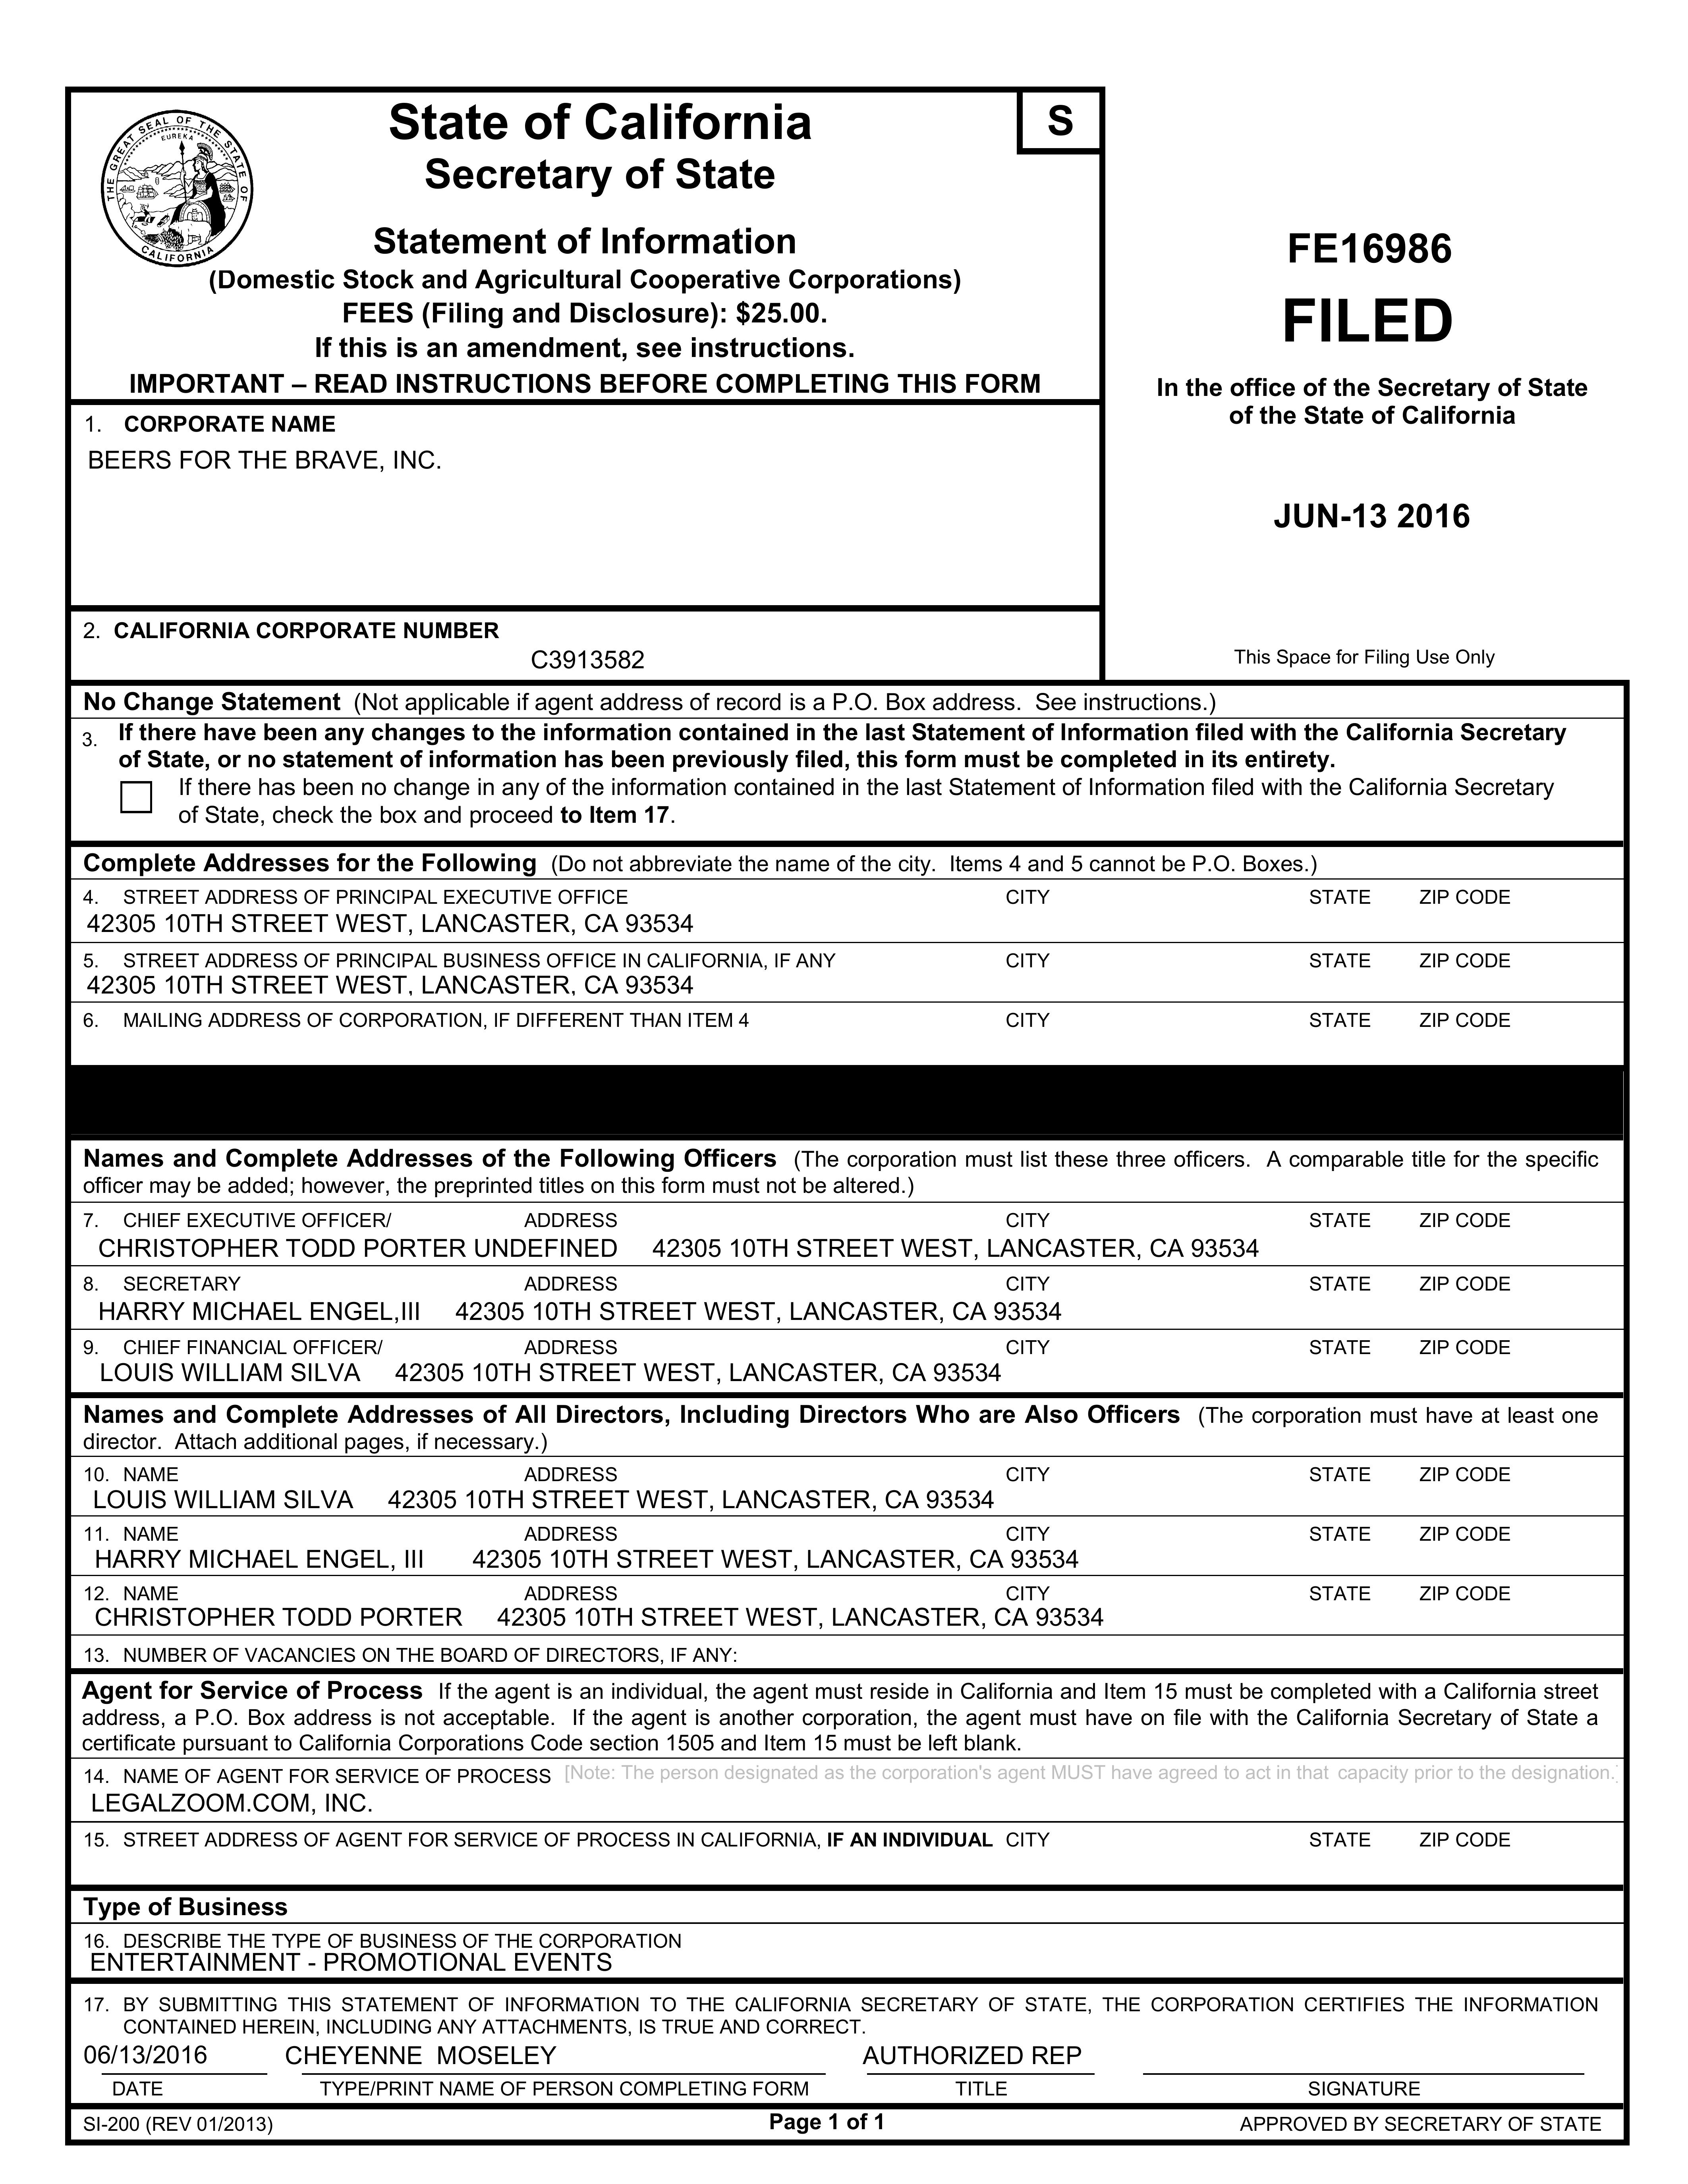 THE GREAT SEAL OF THE STATE OF CALIFORNIA
EUREKA
State of California
Secretary of State
S
Statement of Information
(Domestic Stock and Agricultural Cooperative Corporations)
FEES (Filing and Disclosure): $25.00.
If this is an amendment, see instructions.
IMPORTANT – READ INSTRUCTIONS BEFORE COMPLETING THIS FORM
FE16986
FILED
In the office of the Secretary of State
of the State of California
JUN-13 2016
1. CORPORATE NAME
BEERS FOR THE BRAVE, INC.
2. CALIFORNIA CORPORATE NUMBER
C3913582
This Space for Filing Use Only
No Change Statement (Not applicable if agent address of record is a P.O. Box address. See instructions.)
3. If there have been any changes to the information contained in the last Statement of Information filed with the California Secretary
of State, or no statement of information has been previously filed, this form must be completed in its entirety.
If there has been no change in any of the information contained in the last Statement of Information filed with the California Secretary
of State, check the box and proceed to Item 17.
Complete Addresses for the Following (Do not abbreviate the name of the city. Items 4 and 5 cannot be P.O. Boxes.)
4. STREET ADDRESS OF PRINCIPAL EXECUTIVE OFFICE CITY STATE ZIP CODE
42305 10TH STREET WEST, LANCASTER, CA 93534
5. STREET ADDRESS OF PRINCIPAL BUSINESS OFFICE IN CALIFORNIA, IF ANY CITY STATE ZIP CODE
42305 10TH STREET WEST, LANCASTER, CA 93534
6. MAILING ADDRESS OF CORPORATION, IF DIFFERENT THAN ITEM 4 CITY STATE ZIP CODE
Names and Complete Addresses of the Following Officers (The corporation must list these three officers. A comparable title for the specific
officer may be added; however, the preprinted titles on this form must not be altered.)
7. CHIEF EXECUTIVE OFFICER/ ADDRESS CITY STATE ZIP CODE
CHRISTOPHER TODD PORTER UNDEFINED 42305 10TH STREET WEST, LANCASTER, CA 93534
8. SECRETARY ADDRESS CITY STATE ZIP CODE
HARRY MICHAEL ENGEL,III 42305 10TH STREET WEST, LANCASTER, CA 93534
9. CHIEF FINANCIAL OFFICER/ ADDRESS CITY STATE ZIP CODE
LOUIS WILLIAM SILVA 42305 10TH STREET WEST, LANCASTER, CA 93534
Names and Complete Addresses of All Directors, Including Directors Who are Also Officers (The corporation must have at least one
director. Attach additional pages, if necessary.)
10. NAME ADDRESS CITY STATE ZIP CODE
LOUIS WILLIAM SILVA 42305 10TH STREET WEST, LANCASTER, CA 93534
11. NAME ADDRESS CITY STATE ZIP CODE
HARRY MICHAEL ENGEL, III 42305 10TH STREET WEST, LANCASTER, CA 93534
12. NAME ADDRESS CITY STATE ZIP CODE
CHRISTOPHER TODD PORTER 42305 10TH STREET WEST, LANCASTER, CA 93534
13. NUMBER OF VACANCIES ON THE BOARD OF DIRECTORS, IF ANY:
Agent for Service of Process If the agent is an individual, the agent must reside in California and Item 15 must be completed with a California street
address, a P.O. Box address is not acceptable. If the agent is another corporation, the agent must have on file with the California Secretary of State a
certificate pursuant to California Corporations Code section 1505 and Item 15 must be left blank.
14. NAME OF AGENT FOR SERVICE OF PROCESS [Note: The person designated as the corporation's agent MUST have agreed to act in that capacity prior to the designation.]
LEGALZOOM.COM, INC.
15. STREET ADDRESS OF AGENT FOR SERVICE OF PROCESS IN CALIFORNIA, IF AN INDIVIDUAL CITY STATE ZIP CODE
Type of Business
16. DESCRIBE THE TYPE OF BUSINESS OF THE CORPORATION
ENTERTAINMENT - PROMOTIONAL EVENTS
17. BY SUBMITTING THIS STATEMENT OF INFORMATION TO THE CALIFORNIA SECRETARY OF STATE, THE CORPORATION CERTIFIES THE INFORMATION
CONTAINED HEREIN, INCLUDING ANY ATTACHMENTS, IS TRUE AND CORRECT.
06/13/2016 CHEYENNE MOSELEY AUTHORIZED REP
DATE TYPE/PRINT NAME OF PERSON COMPLETING FORM TITLE SIGNATURE
SI-200 (REV 01/2013) Page 1 of 1 APPROVED BY SECRETARY OF STATE